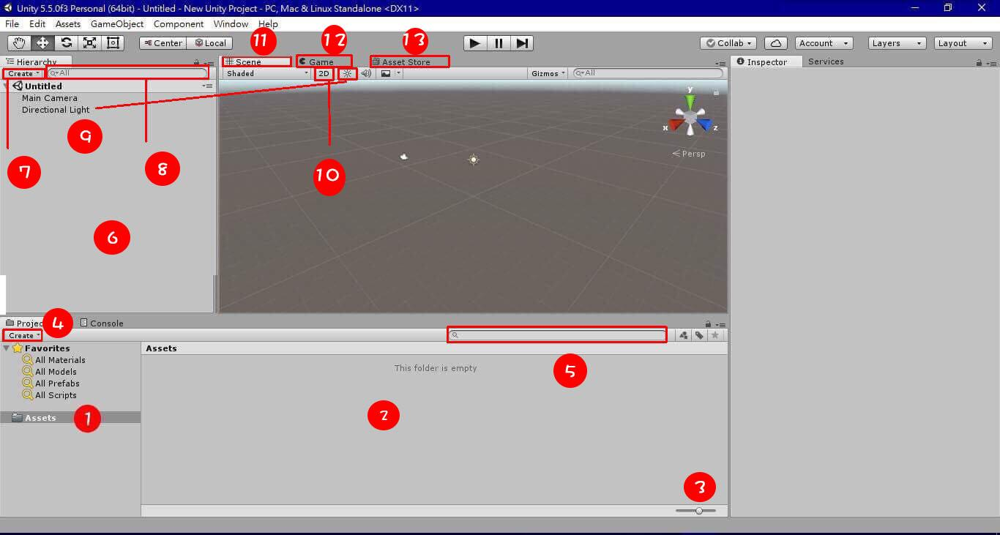 Unity 5.5.0f3 Personal (64bit) - Untitled - New Unity Project - PC, Mac & Linux Standalone <DX11>
File Edit Assets GameObject Component Window Help
Center Local Collab Account Layers Layout
11 12 13
Hierarchy Scene Game Asset Store Inspector Services
Create All Shaded 2D Gizmos All
Untitled
Main Camera
Directional Light
y
x z
Persp
9
7 8 10
6
Project Console
4
Create
Favorites Assets
All Materials
All Models
All Prefabs
All Scripts
This folder is empty
5
Assets 1 2
3